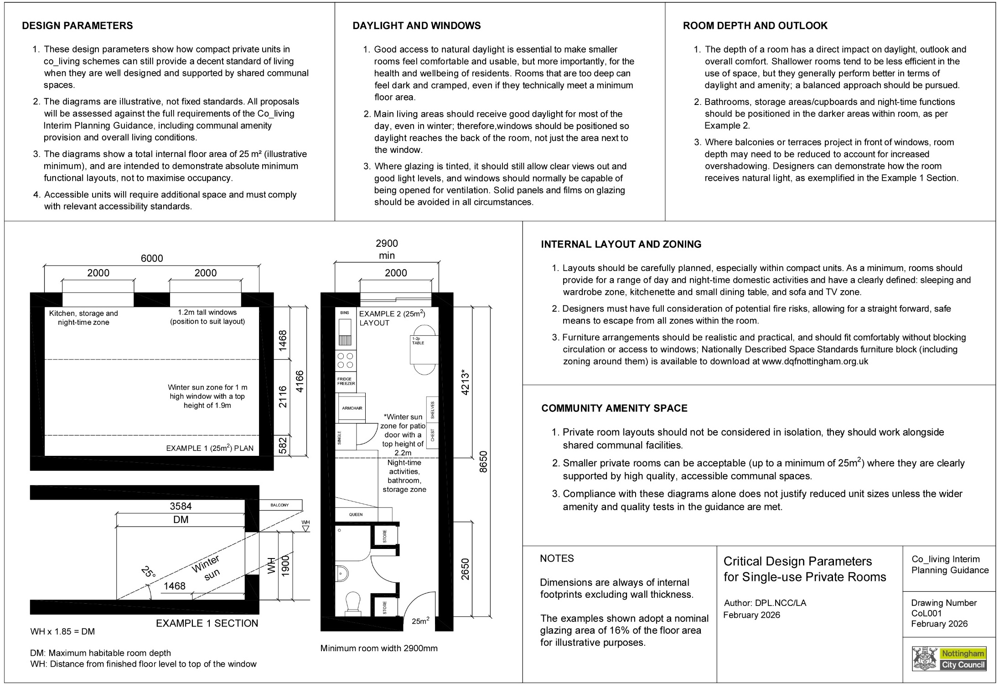 DESIGN PARAMETERS
1. These design parameters show how compact private units in
co_living schemes can still provide a decent standard of living
when they are well designed and supported by shared communal
spaces.
2. The diagrams are illustrative, not fixed standards. All proposals
will be assessed against the full requirements of the Co_living
Interim Planning Guidance, including communal amenity
provision and overall living conditions.
3. The diagrams show a total internal floor area of 25 m² (illustrative
minimum), and are intended to demonstrate absolute minimum
functional layouts, not to maximise occupancy.
4. Accessible units will require additional space and must comply
with relevant accessibility standards.
DAYLIGHT AND WINDOWS
1. Good access to natural daylight is essential to make smaller
rooms feel comfortable and usable, but more importantly, for the
health and wellbeing of residents. Rooms that are too deep can
feel dark and cramped, even if they technically meet a minimum
floor area.
2. Main living areas should receive good daylight for most of the
day, even in winter; therefore,windows should be positioned so
daylight reaches the back of the room, not just the area next to
the window.
3. Where glazing is tinted, it should still allow clear views out and
good light levels, and windows should normally be capable of
being opened for ventilation. Solid panels and films on glazing
should be avoided in all circumstances.
ROOM DEPTH AND OUTLOOK
1. The depth of a room has a direct impact on daylight, outlook and
overall comfort. Shallower rooms tend to be less efficient in the
use of space, but they generally perform better in terms of
daylight and amenity; a balanced approach should be pursued.
2. Bathrooms, storage areas/cupboards and night-time functions
should be positioned in the darker areas within room, as per
Example 2.
3. Where balconies or terraces project in front of windows, room
depth may need to be reduced to account for increased
overshadowing. Designers can demonstrate how the room
receives natural light, as exemplified in the Example 1 Section.
6000
2000
2000
Kitchen, storage and
night-time zone
1.2m tall windows
(position to suit layout)
1468
2116
4166
582
Winter sun zone for 1 m
high window with a top
height of 1.9m
EXAMPLE 1 (25m²) PLAN
BALCONY
3584
DM
WH
25°
Winter
sun
1468
WH
1900
EXAMPLE 1 SECTION
WH x 1.85 = DM
DM: Maximum habitable room depth
WH: Distance from finished floor level to top of the window
2900
min
2000
BINS
EXAMPLE 2 (25m²)
LAYOUT
1-2p
TABLE
FRIDGE
FREEZER
ARMCHAIR
SINGLE
SHELVES
CHEST
*Winter sun
zone for patio
door with a
top height of
2.2m
Night-time
activities,
bathroom,
storage zone
4213*
8650
QUEEN
STORE
STORE
2650
25m²
Minimum room width 2900mm
INTERNAL LAYOUT AND ZONING
1. Layouts should be carefully planned, especially within compact units. As a minimum, rooms should
provide for a range of day and night-time domestic activities and have a clearly defined: sleeping and
wardrobe zone, kitchenette and small dining table, and sofa and TV zone.
2. Designers must have full consideration of potential fire risks, allowing for a straight forward, safe
means to escape from all zones within the room.
3. Furniture arrangements should be realistic and practical, and should fit comfortably without blocking
circulation or access to windows; Nationally Described Space Standards furniture block (including
zoning around them) is available to download at www.dqfnottingham.org.uk
COMMUNITY AMENITY SPACE
1. Private room layouts should not be considered in isolation, they should work alongside
shared communal facilities.
2. Smaller private rooms can be acceptable (up to a minimum of 25m²) where they are clearly
supported by high quality, accessible communal spaces.
3. Compliance with these diagrams alone does not justify reduced unit sizes unless the wider
amenity and quality tests in the guidance are met.
NOTES
Dimensions are always of internal
footprints excluding wall thickness.
The examples shown adopt a nominal
glazing area of 16% of the floor area
for illustrative purposes.
Critical Design Parameters
for Single-use Private Rooms
Author: DPL.NCC/LA
February 2026
Co_living Interim
Planning Guidance
Drawing Number
CoL001
February 2026
Nottingham
City Council